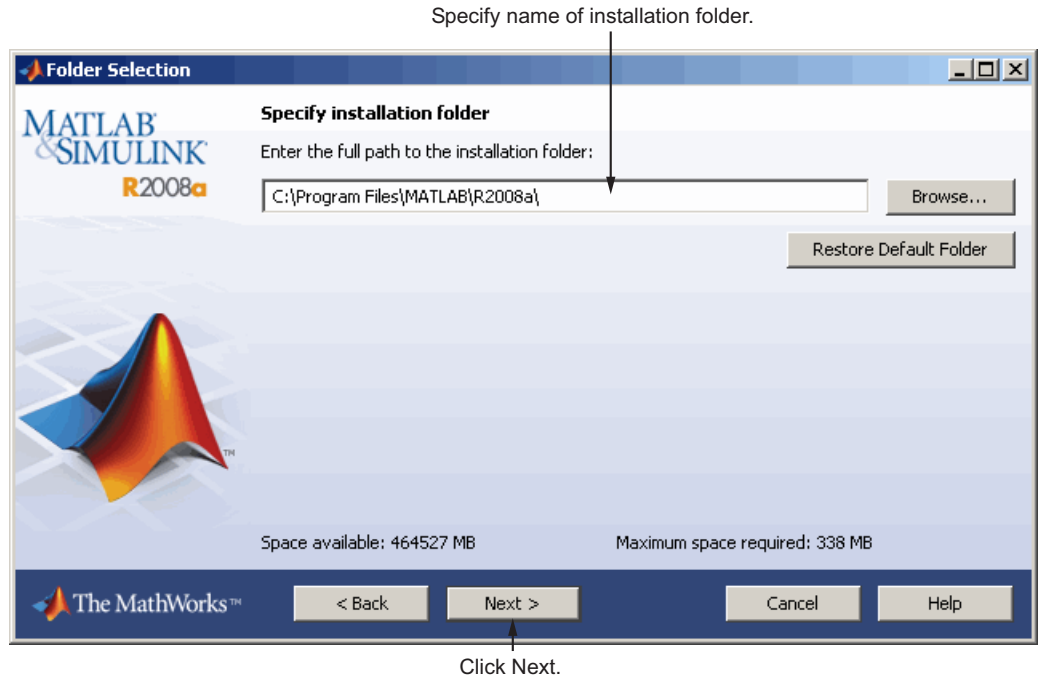 Specify name of installation folder.
Folder Selection
MATLAB
&SIMULINK
R2008a
Specify installation folder
Enter the full path to the installation folder:
C:\Program Files\MATLAB\R2008a\
Browse...
Restore Default Folder
TM
Space available: 464527 MB
Maximum space required: 338 MB
The MathWorks™
< Back
Next >
Cancel
Help
Click Next.